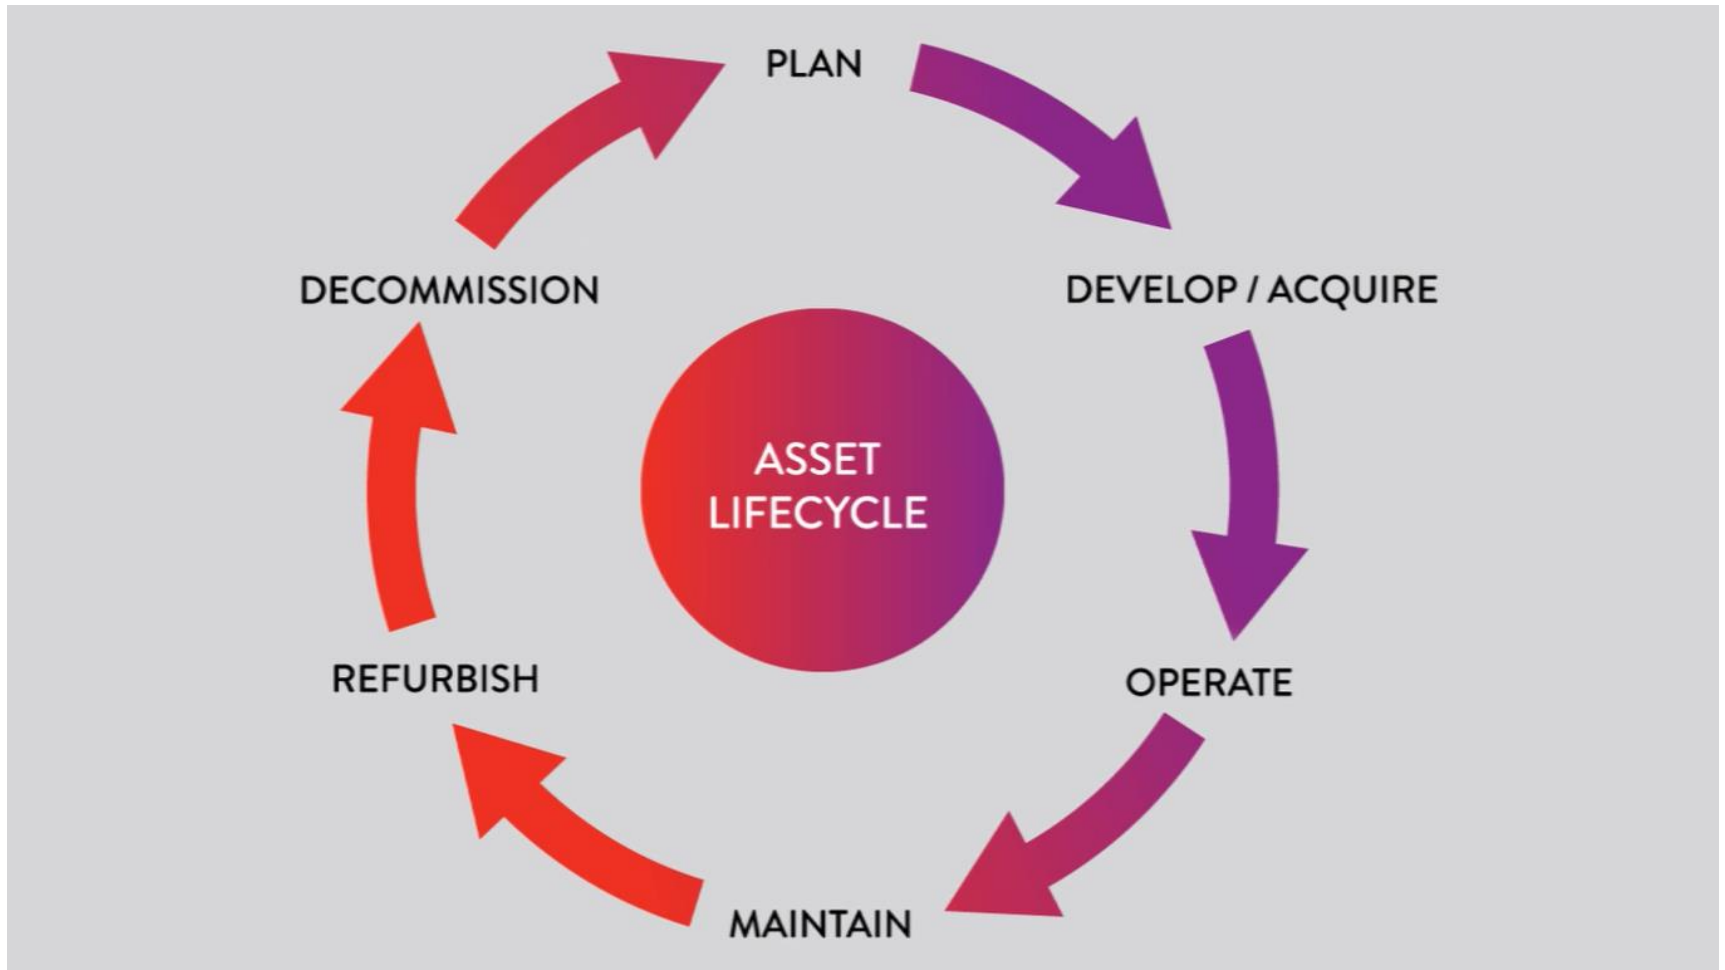 PLAN
DEVELOP / ACQUIRE
OPERATE
MAINTAIN
REFURBISH
DECOMMISSION
ASSET
LIFECYCLE